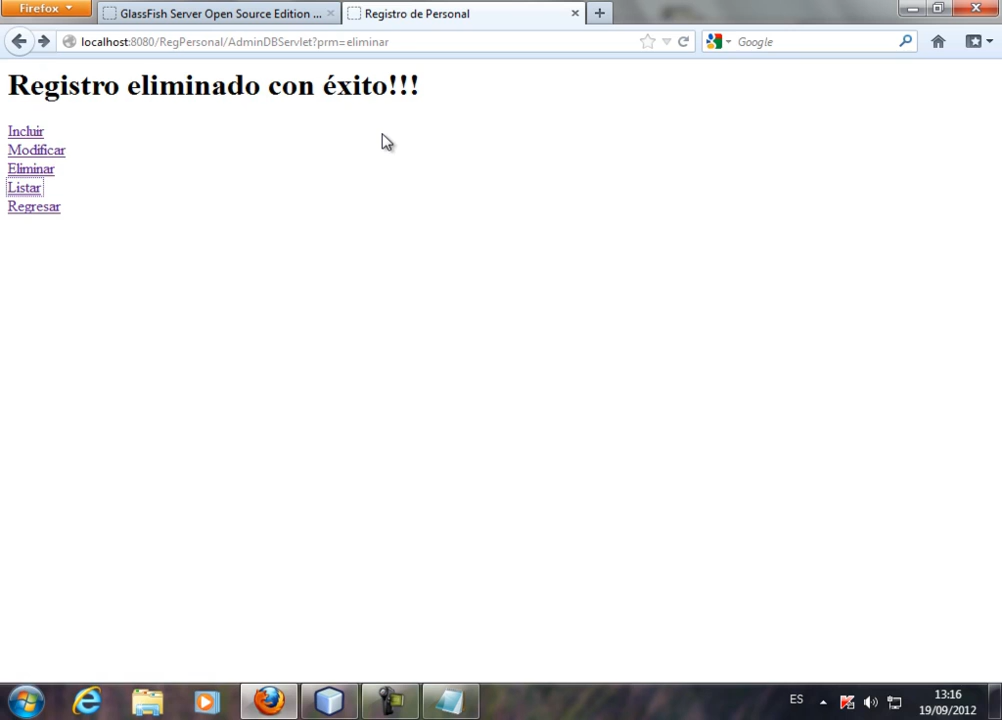 Firefox
GlassFish Server Open Source Edition ...
Registro de Personal
localhost:8080/RegPersonal/AdminDBServlet?prm=eliminar
Google
Registro eliminado con éxito!!!
Incluir
Modificar
Eliminar
Listar
Regresar
ES
13:16
19/09/2012